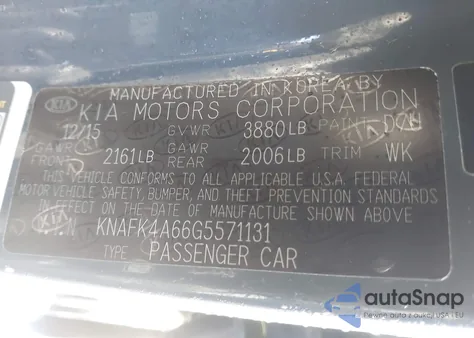 MANUFACTURED IN KOREA BY
KIA KIA MOTORS CORPORATION
12/15 GVWR 3880LB PAINT
GAWR FRONT 2161LB GAWR REAR 2006LB TRIM WK
THIS VEHICLE CONFORMS TO ALL APPLICABLE U.S.A. FEDERAL
MOTOR VEHICLE SAFETY, BUMPER, AND THEFT PREVENTION STANDARDS
IN EFFECT ON THE DATE OF MANUFACTURE SHOWN ABOVE.
VIN KNAFK4A66G5571131
TYPE PASSENGER CAR
autoSnap